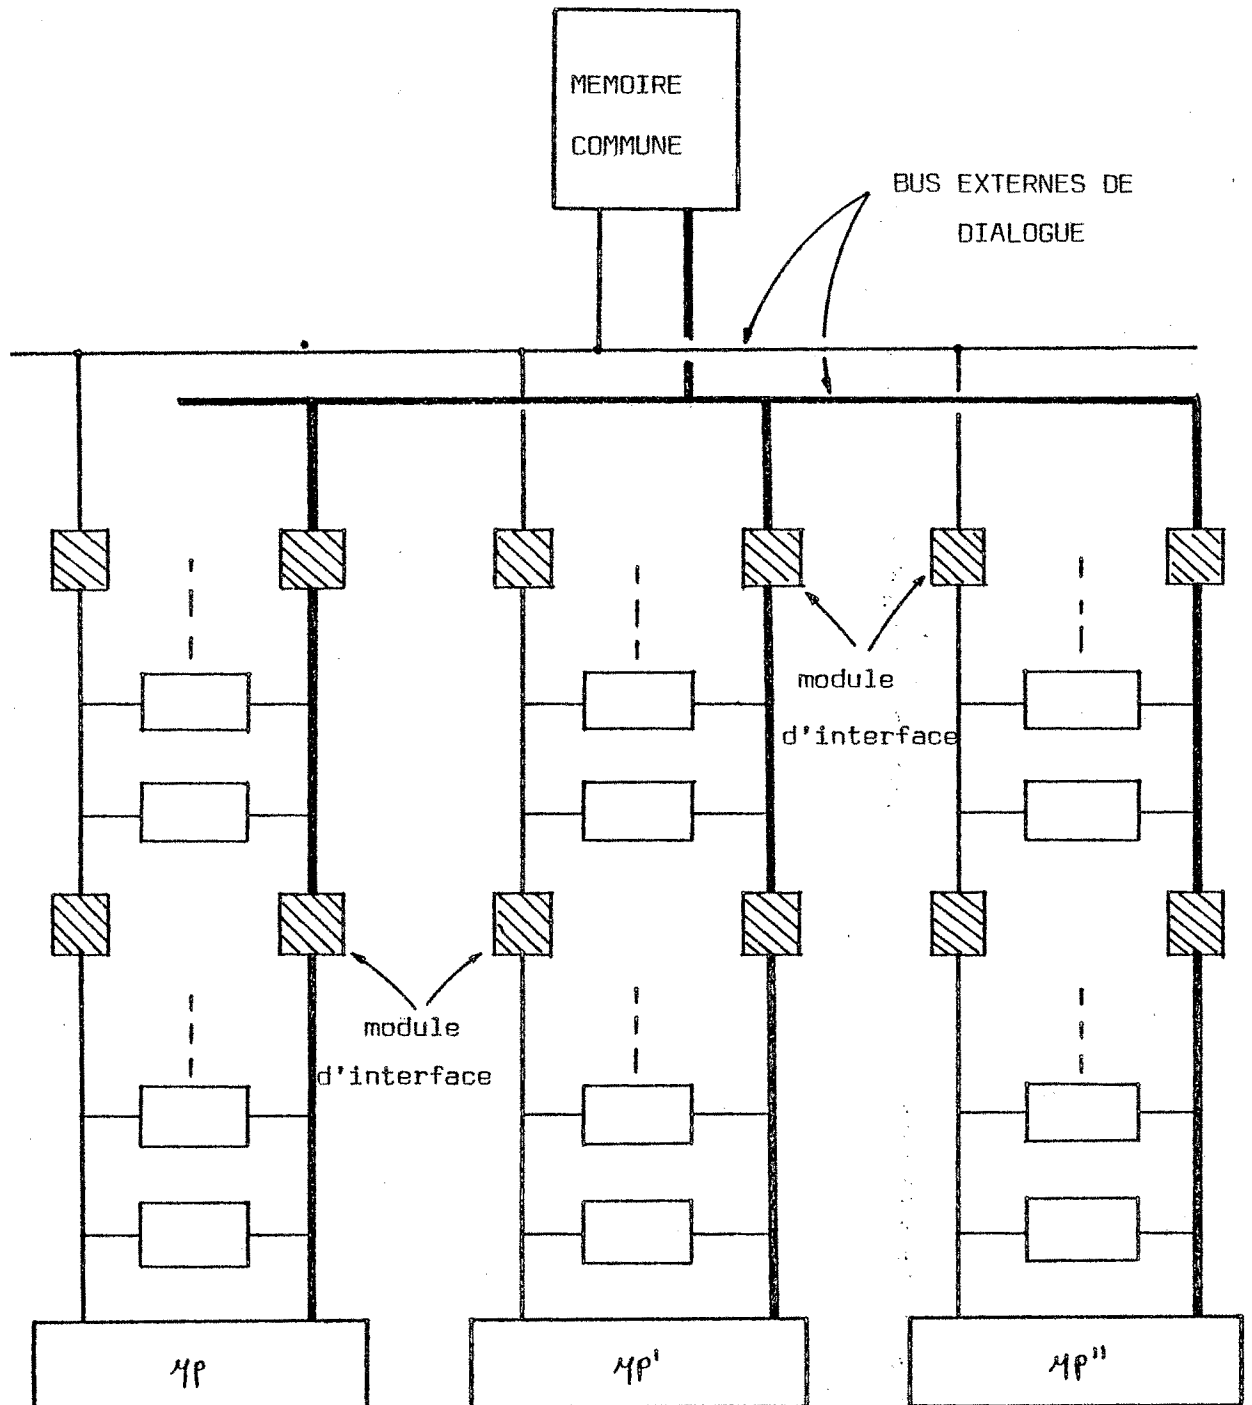 MEMOIRE
COMMUNE
BUS EXTERNES DE
DIALOGUE
module
d'interface
module
d'interface
μP
μP'
μP"